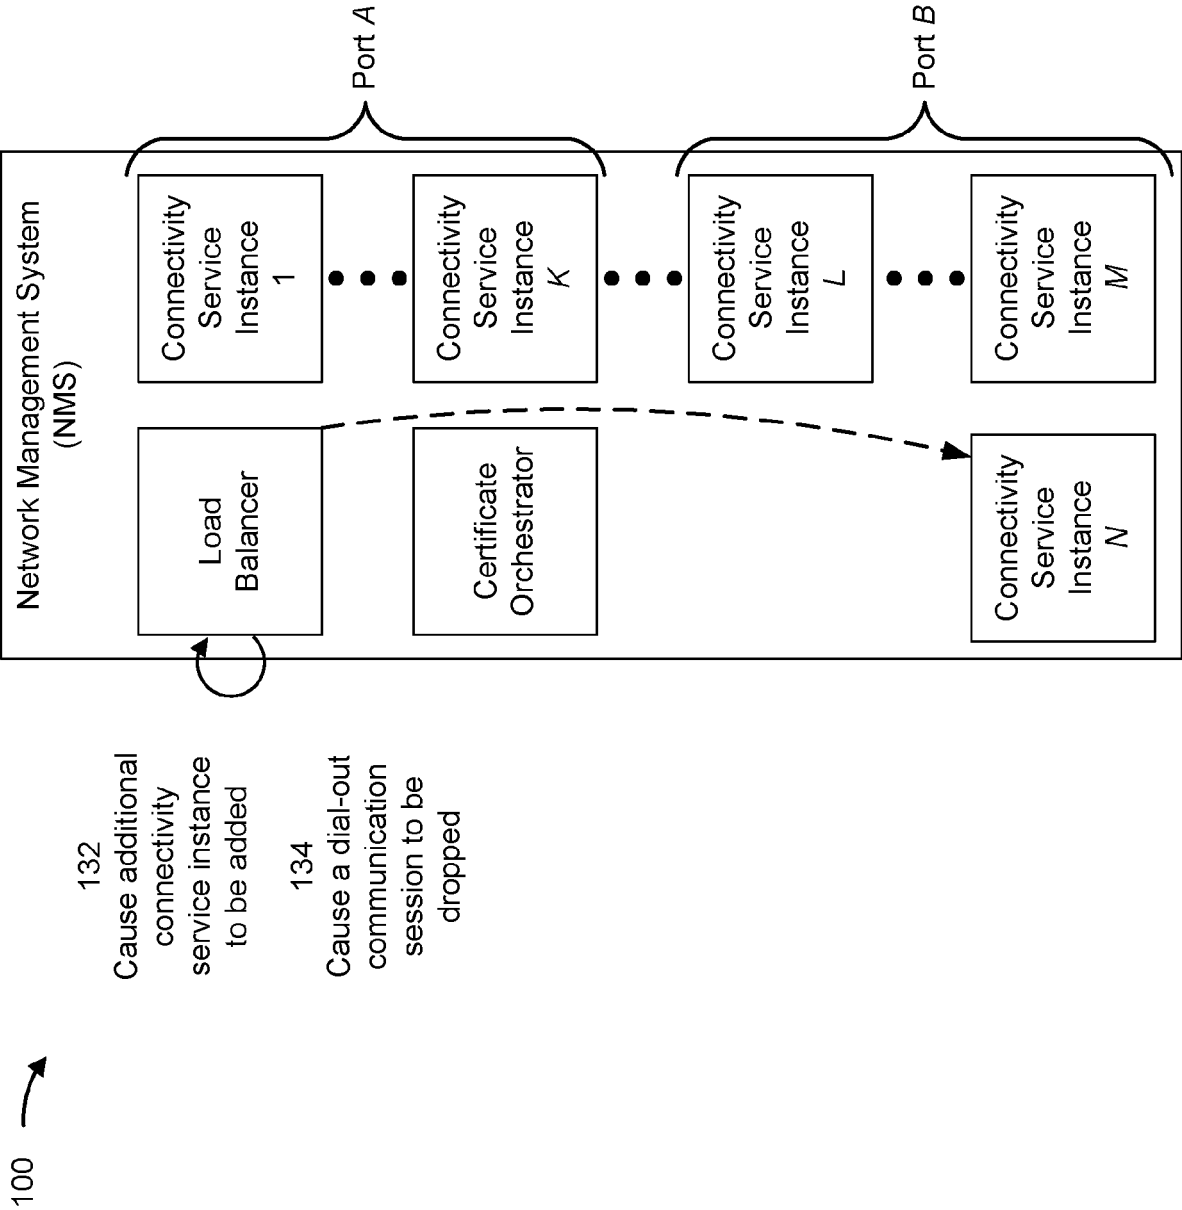 100
132
Cause additional
connectivity
service instance
to be added
134
Cause a dial-out
communication
session to be
dropped
Network Management System
(NMS)
Load
Balancer
Certificate
Orchestrator
Connectivity
Service
Instance
N
Connectivity
Service
Instance
1
Connectivity
Service
Instance
K
Connectivity
Service
Instance
L
Connectivity
Service
Instance
M
Port A
Port B